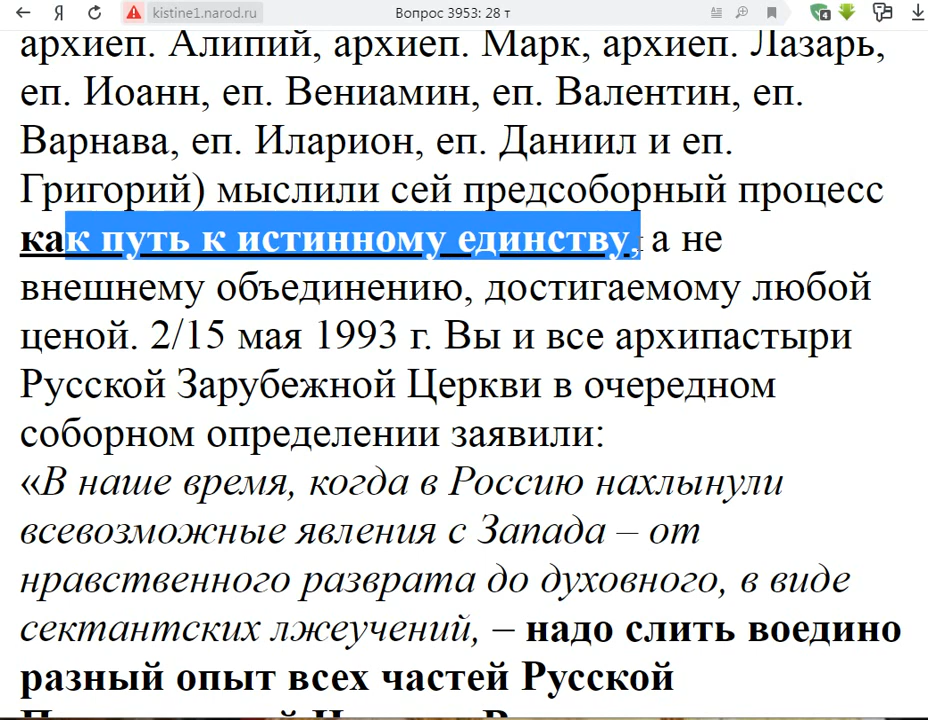 kistine1.narod.ru
Вопрос 3953: 28 т
4
архиеп. Алипий, архиеп. Марк, архиеп. Лазарь,
еп. Иоанн, еп. Вениамин, еп. Валентин, еп.
Варнава, еп. Иларион, еп. Даниил и еп.
Григорий) мыслили сей предсоборный процесс
как путь к истинному единству, а не
внешнему объединению, достигаемому любой
ценой. 2/15 мая 1993 г. Вы и все архипастыри
Русской Зарубежной Церкви в очередном
соборном определении заявили:
«В наше время, когда в Россию нахлынули
всевозможные явления с Запада – от
нравственного разврата до духовного, в виде
сектантских лжеучений, – надо слить воедино
разный опыт всех частей Русской